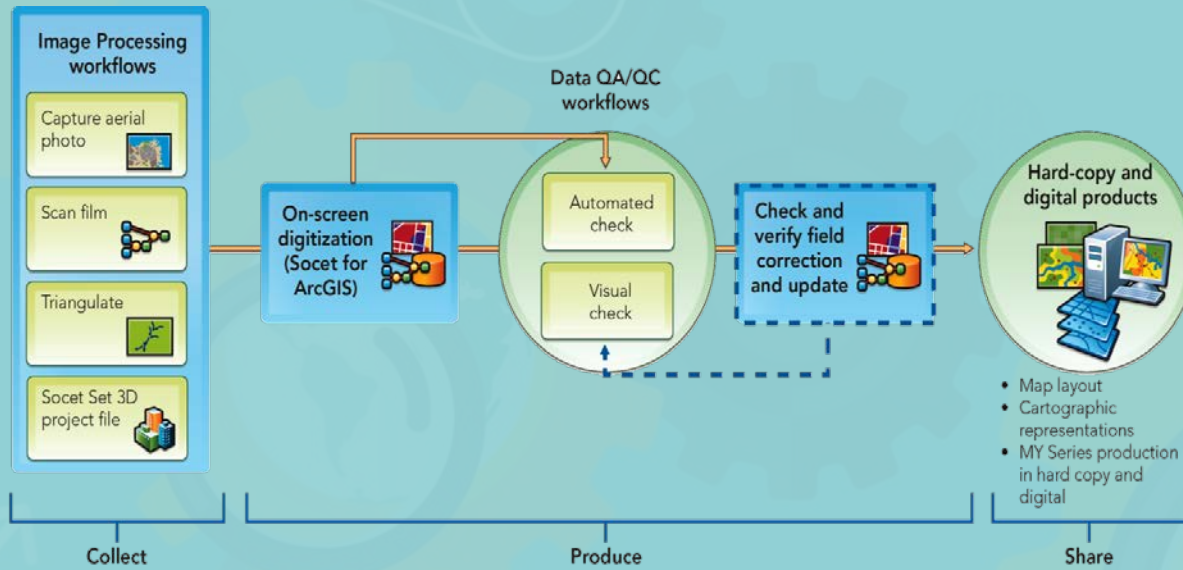 Image Processing
workflows
Capture aerial
photo
Scan film
Triangulate
Socet Set 3D
project file
On-screen
digitization
(Socet for
ArcGIS)
Data QA/QC
workflows
Automated
check
Visual
check
Check and
verify field
correction
and update
Hard-copy and
digital products
• Map layout
• Cartographic
representations
• MY Series production
in hard copy and
digital
Collect
Produce
Share